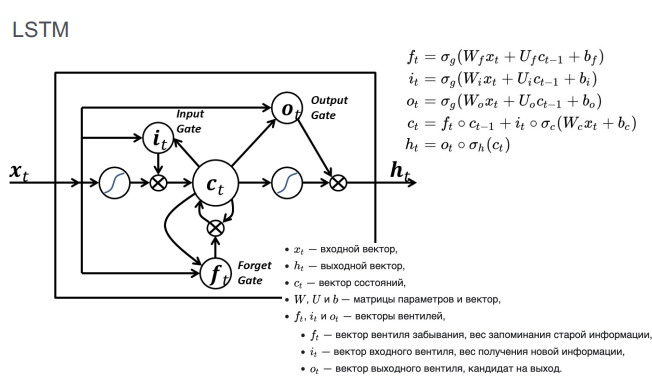 LSTM
f_t = σ_g(W_f x_t + U_f c_{t−1} + b_f)
i_t = σ_g(W_i x_t + U_i c_{t−1} + b_i)
o_t = σ_g(W_o x_t + U_o c_{t−1} + b_o)
c_t = f_t ∘ c_{t−1} + i_t ∘ σ_c(W_c x_t + b_c)
h_t = o_t ∘ σ_h(c_t)
o_t
Output
Gate
Input
Gate
i_t
x_t
c_t
h_t
f_t
Forget
Gate
• x_t — входной вектор,
• h_t — выходной вектор,
• c_t — вектор состояний,
• W, U и b — матрицы параметров и вектор,
• f_t, i_t и o_t — векторы вентилей,
• f_t — вектор вентиля забывания, вес запоминания старой информации,
• i_t — вектор входного вентиля, вес получения новой информации,
• o_t — вектор выходного вентиля, кандидат на выход.